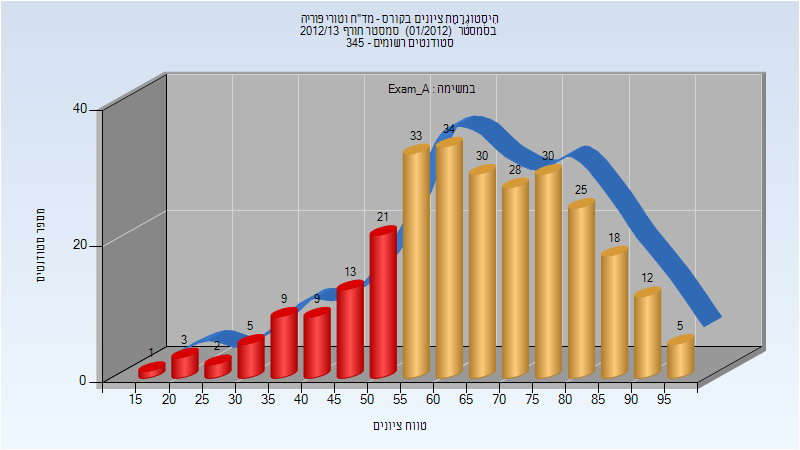 היסטוגרמת ציונים בקורס - מד"ח וטורי פוריה
בסמסטר (01/2012) סמסטר חורף 2012/13
סטודנטים רשומים - 345
במשימה : Exam_A
40
20
0
מספר סטודנטים
1 3 2 5 9 9 13 21 33 34 30 28 30 25 18 12 5
15 20 25 30 35 40 45 50 55 60 65 70 75 80 85 90 95
טווח ציונים